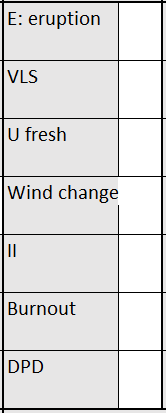 E: eruption
VLS
U fresh
Wind change
II
Burnout
DPD